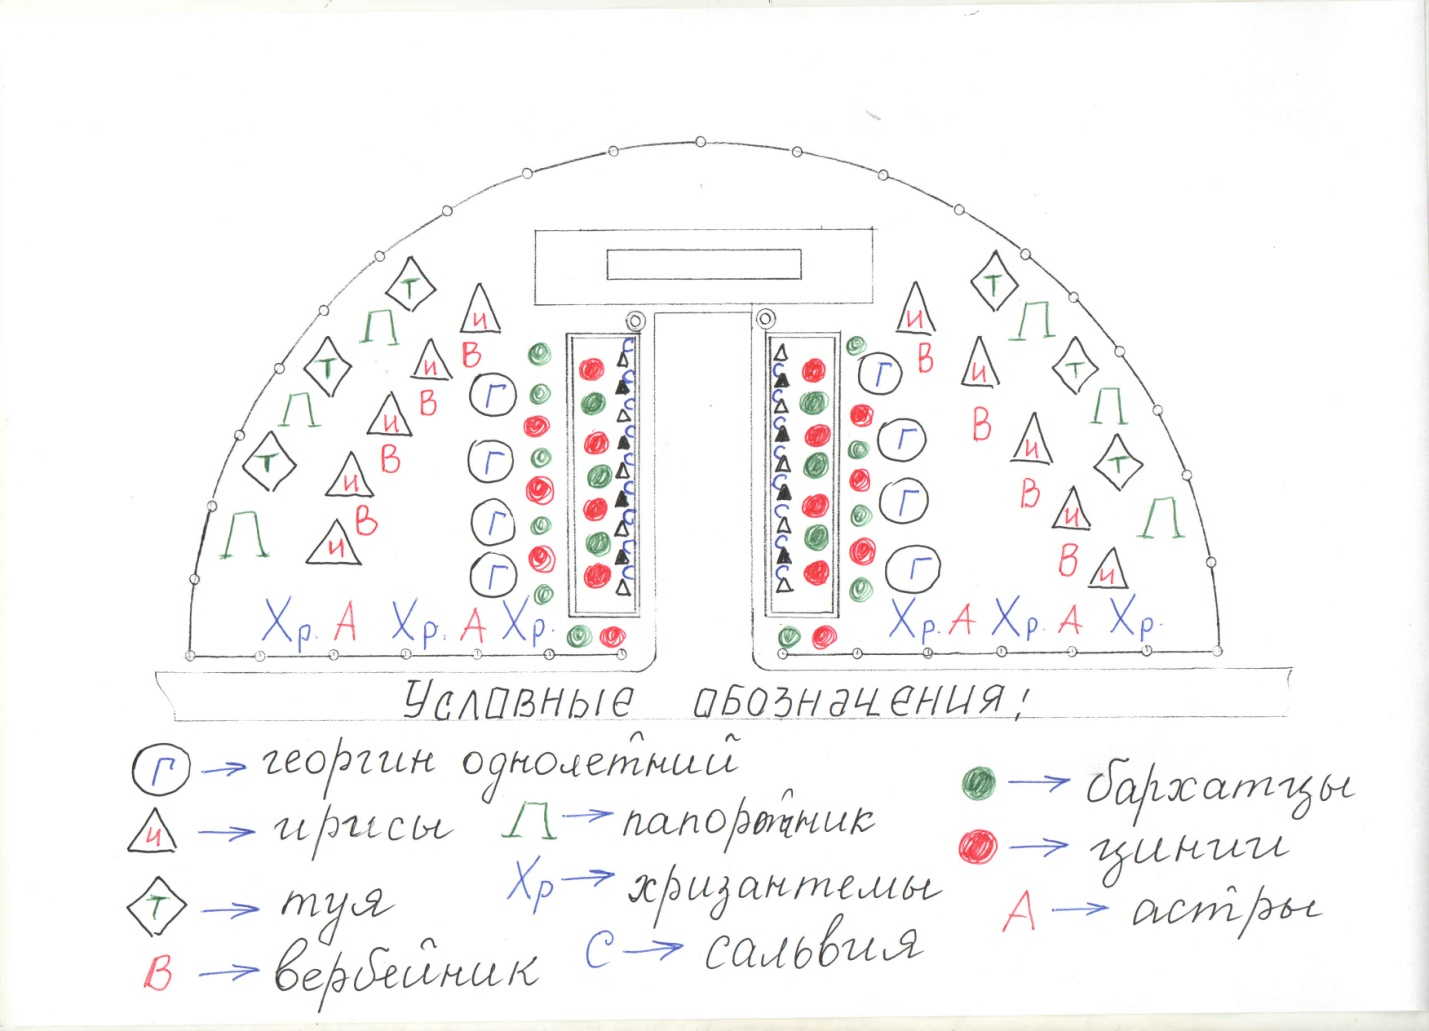 Т Т
И И
П П
В В
И И
Т Т
Г Г
В В
И П
П Г
В И
И В
Г Т
В И
Т Г
И В
В И
Г П
П Г
И В
Г И
Хр. А Хр. А Хр. Хр. А Хр. А Хр.
Условные обозначения:
Г → георгин однолетний
И → ирисы
Т → туя
В → вербейник
П → папоротник
Хр → хризантемы
С → сальвия
→ бархатцы
→ цинии
А → астры